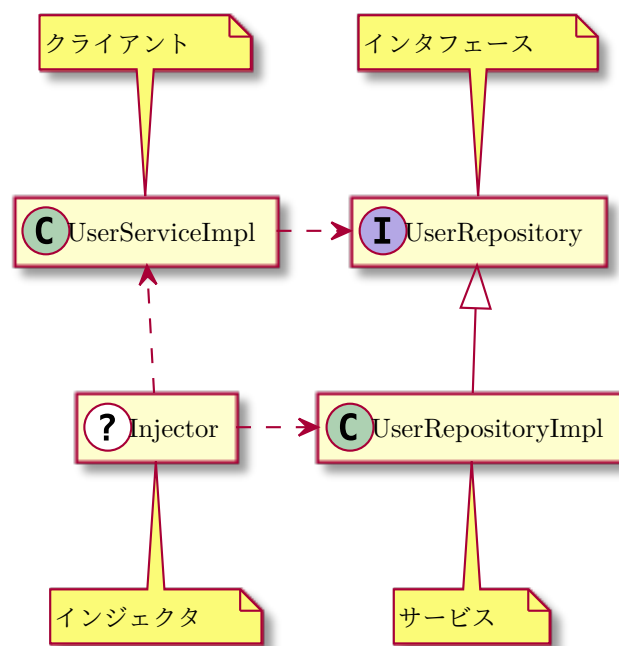 クライアント
インタフェース
C UserServiceImpl
I UserRepository
? Injector
C UserRepositoryImpl
インジェクタ
サービス